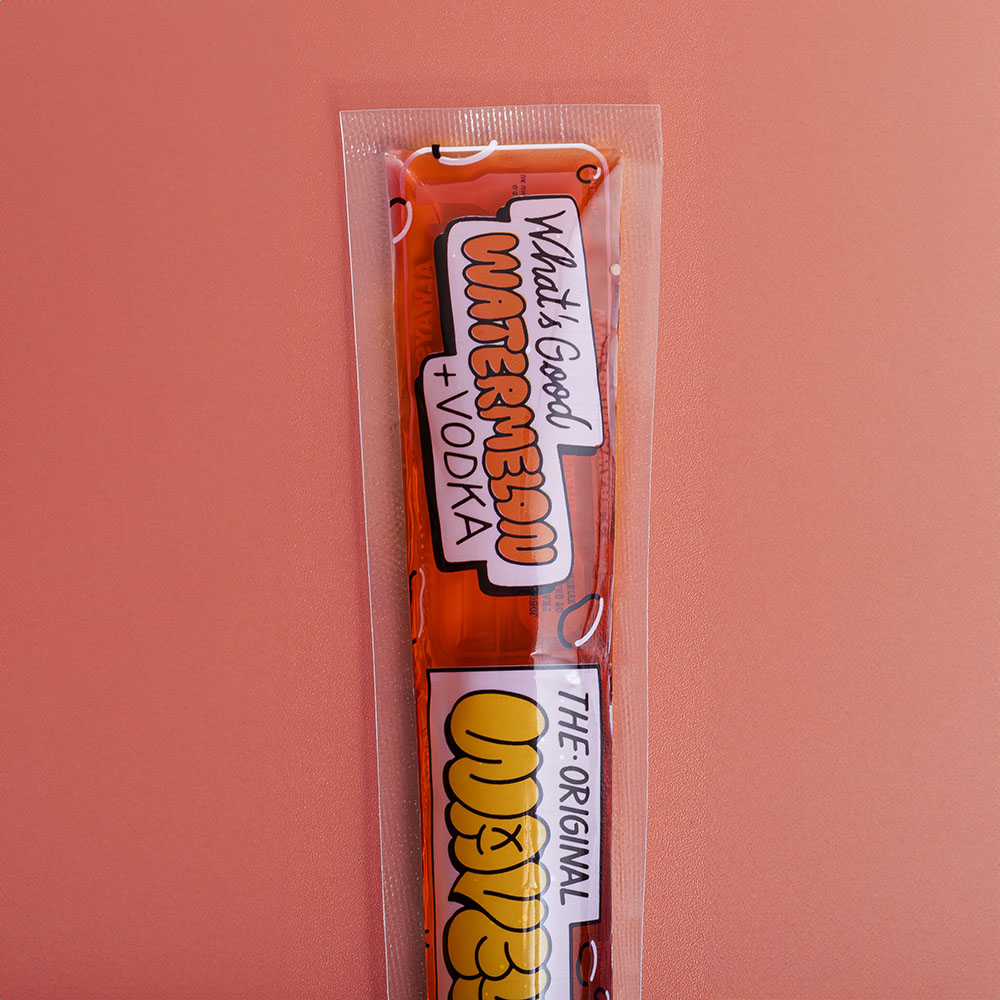 What's Good
WATERMELON
+ VODKA
THE·ORIGINAL